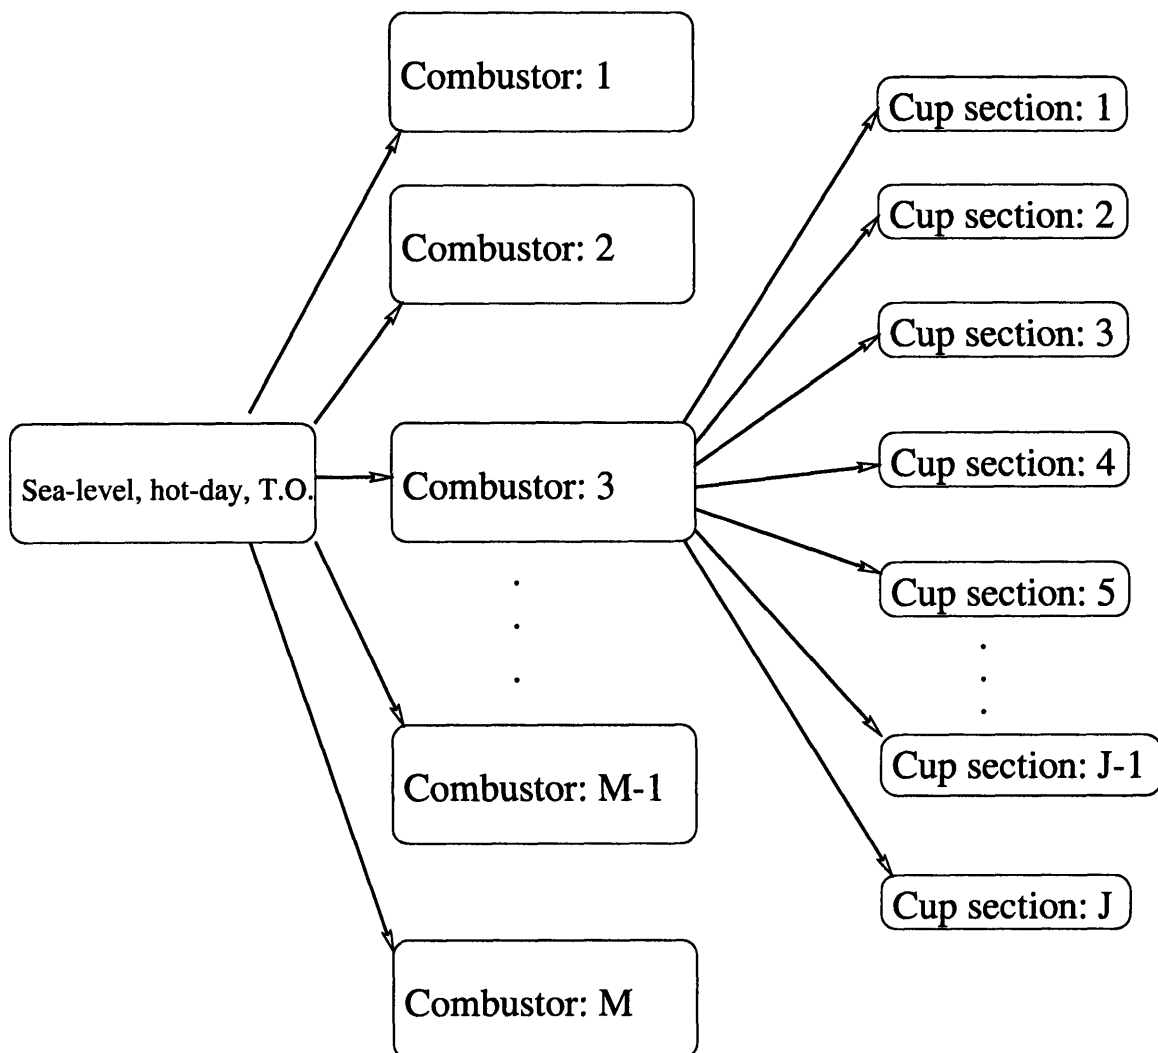 Sea-level, hot-day, T.O.
Combustor: 1
Combustor: 2
Combustor: 3
Combustor: M-1
Combustor: M
Cup section: 1
Cup section: 2
Cup section: 3
Cup section: 4
Cup section: 5
Cup section: J-1
Cup section: J